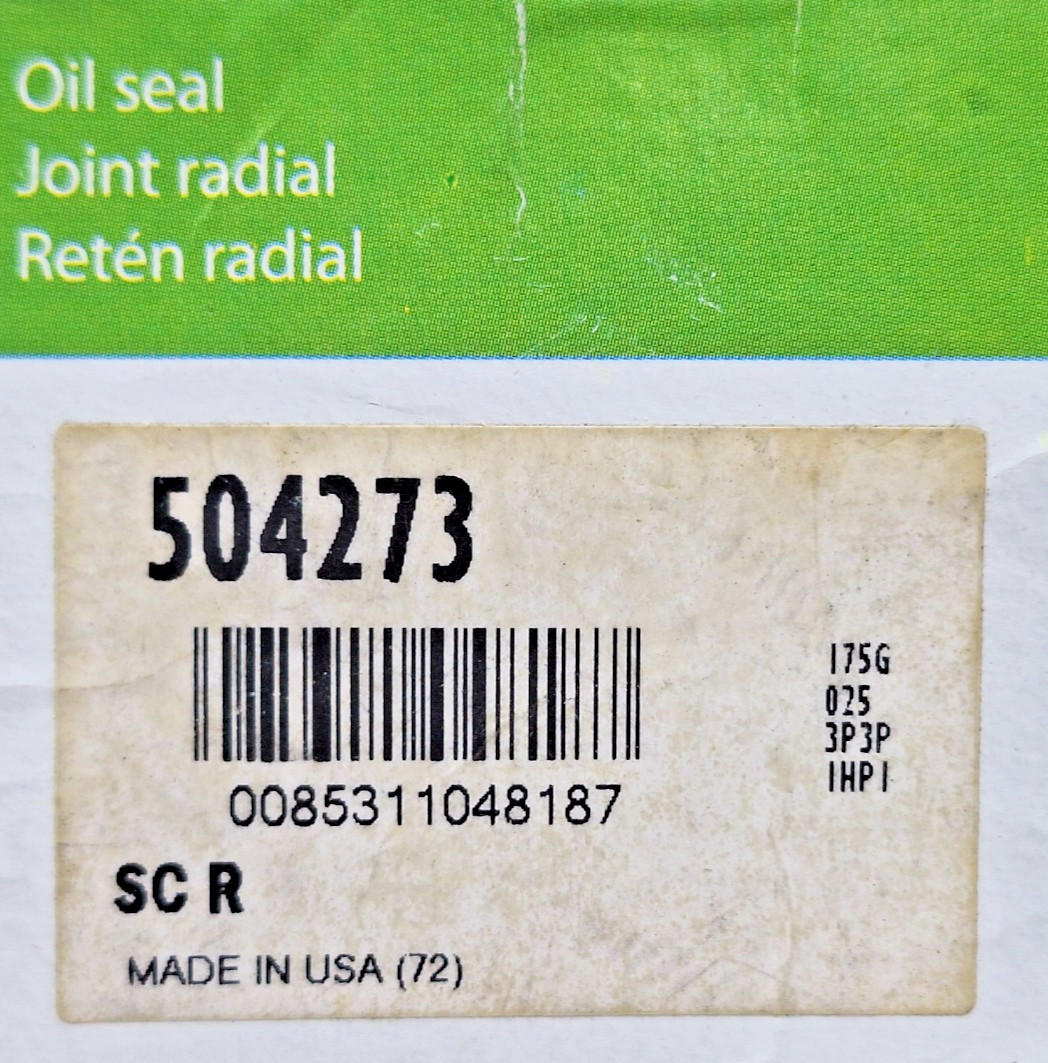 Oil seal
Joint radial
Retén radial
504273
0085311048187
175G
025
3P3P
1HP1
SC R
MADE IN USA (72)